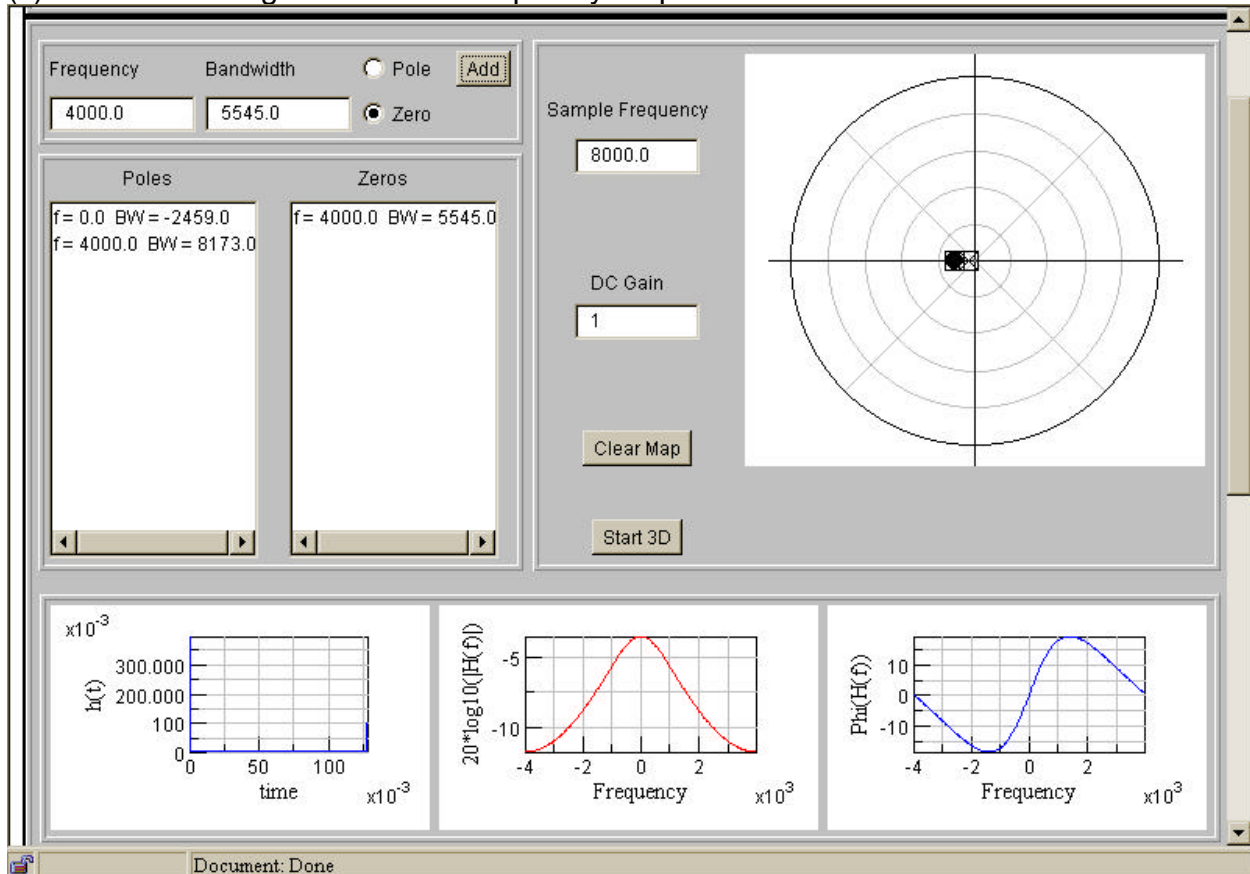 Frequency Bandwidth Pole Add
4000.0 5545.0 Zero
Poles Zeros
f= 0.0 BW= -2459.0 f= 4000.0 BW= 5545.0
f= 4000.0 BW= 8173.0
Sample Frequency
8000.0
DC Gain
1
Clear Map
Start 3D
x10-3
h(t)
300.000
200.000
100
0
0 50 100
time x10-3
20*log10(|H(f)|)
-5
-10
-4 -2 0 2
Frequency x103
Phi(H(f))
10
0
-10
-4 -2 0 2
Frequency x103
Document: Done